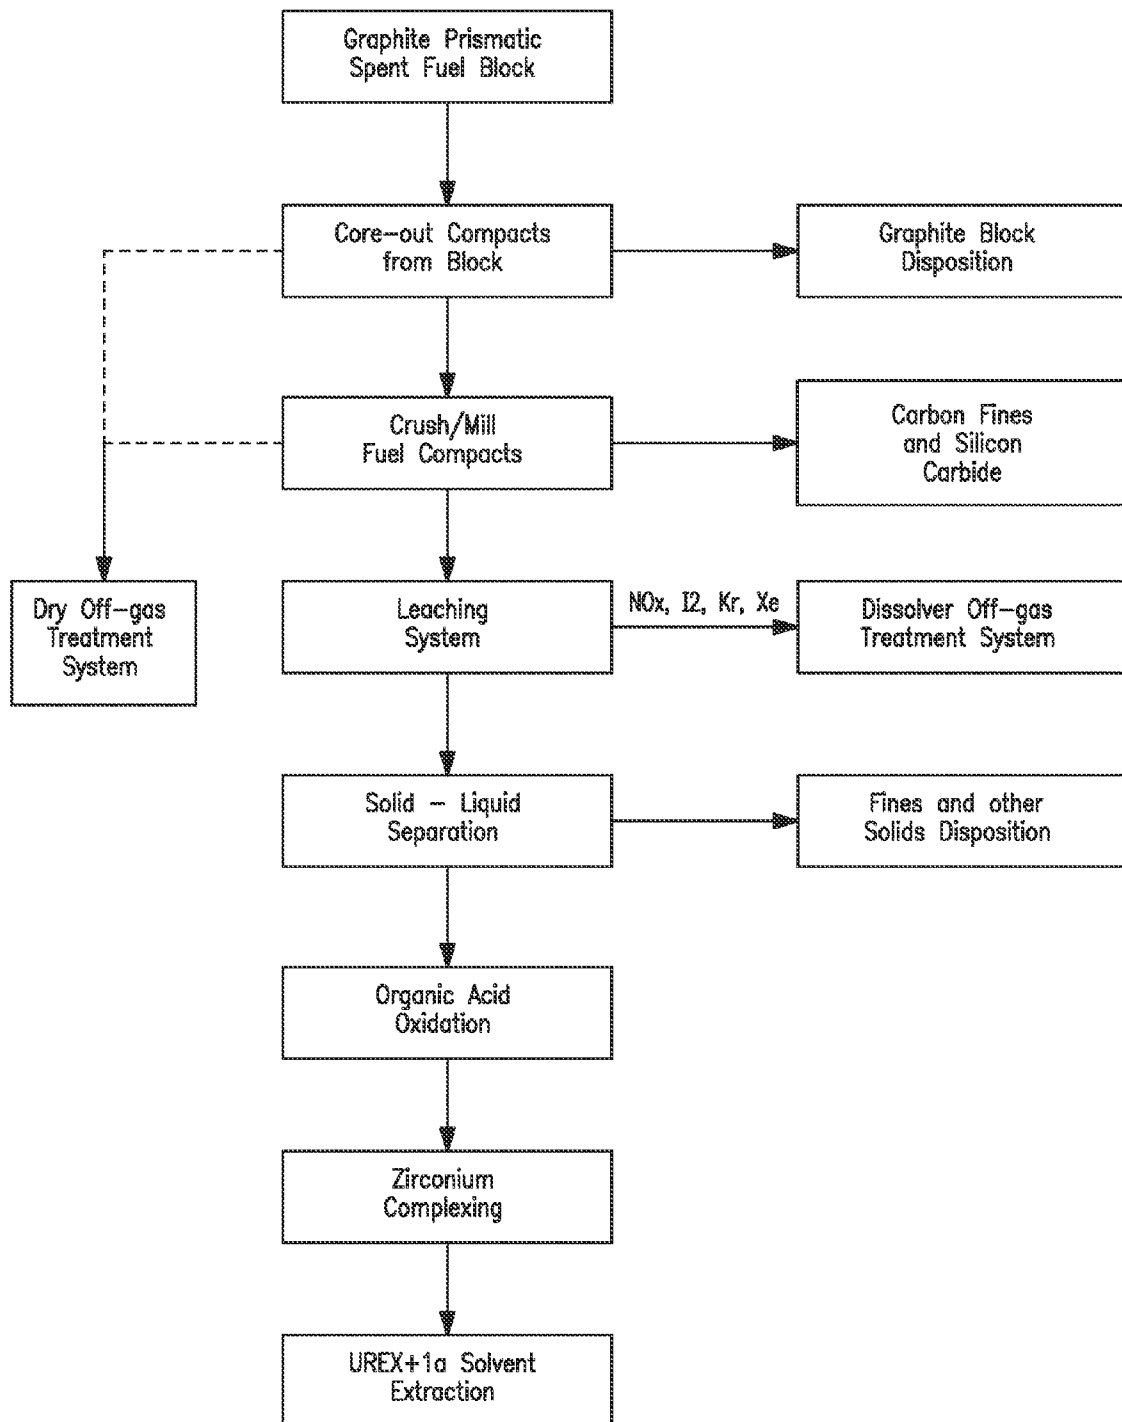 Graphite Prismatic
Spent Fuel Block
Core-out Compacts
from Block
Graphite Block
Disposition
Crush/Mill
Fuel Compacts
Carbon Fines
and Silicon
Carbide
Dry Off-gas
Treatment
System
Leaching
System
NOx, I2, Kr, Xe
Dissolver Off-gas
Treatment System
Solid - Liquid
Separation
Fines and other
Solids Disposition
Organic Acid
Oxidation
Zirconium
Complexing
UREX+1a Solvent
Extraction